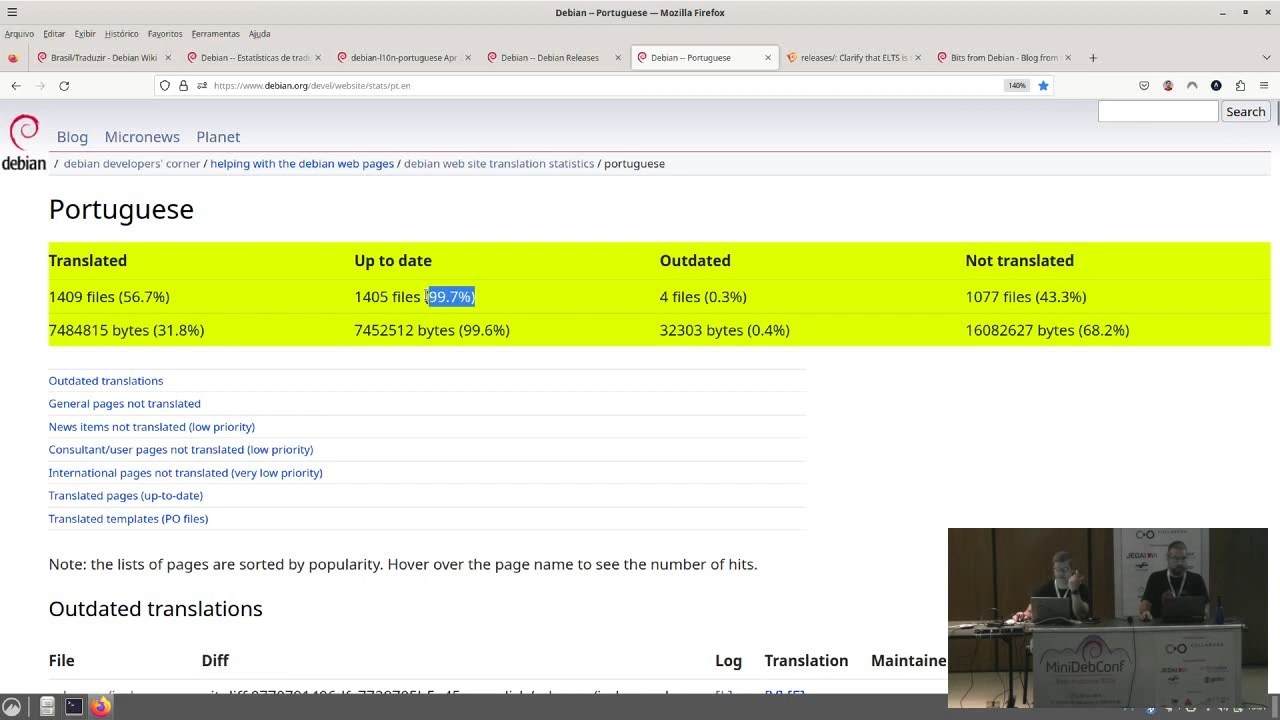 Debian -- Portuguese — Mozilla Firefox
Arquivo Editar Exibir Histórico Favoritos Ferramentas Ajuda
Brasil/Traduzir - Debian Wiki
Debian -- Estatísticas de trad
debian-l10n-portuguese Apr
Debian -- Debian Releases
Debian -- Portuguese
releases/: Clarify that ELTS is
Bits from Debian - Blog from
https://www.debian.org/devel/website/stats/pt.en
140%
Search
debian
Blog Micronews Planet
/ debian developers' corner / helping with the debian web pages / debian web site translation statistics / portuguese
Portuguese
Translated Up to date Outdated Not translated
1409 files (56.7%) 1405 files (99.7%) 4 files (0.3%) 1077 files (43.3%)
7484815 bytes (31.8%) 7452512 bytes (99.6%) 32303 bytes (0.4%) 16082627 bytes (68.2%)
Outdated translations
General pages not translated
News items not translated (low priority)
Consultant/user pages not translated (low priority)
International pages not translated (very low priority)
Translated pages (up-to-date)
Translated templates (PO files)
Note: the lists of pages are sorted by popularity. Hover over the page name to see the number of hits.
Outdated translations
File Diff Log Translation Maintaine
MiniDebConf